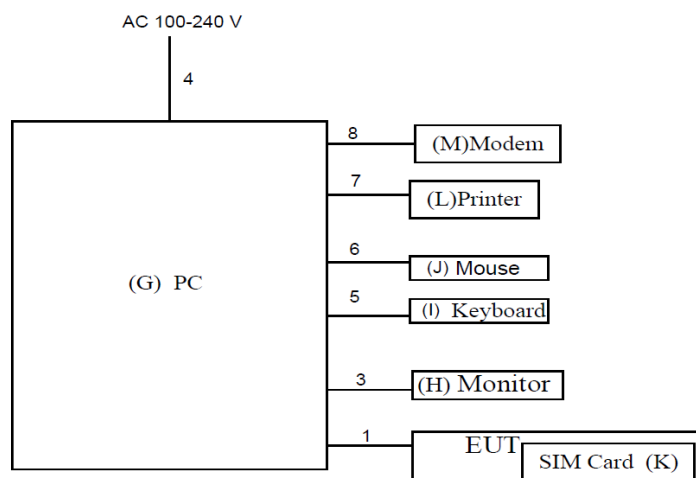 AC 100-240 V
4
8
(M)Modem
7
(L)Printer
6
(J) Mouse
(G) PC
5
(I) Keyboard
3
(H) Monitor
1
EUT
SIM Card (K)